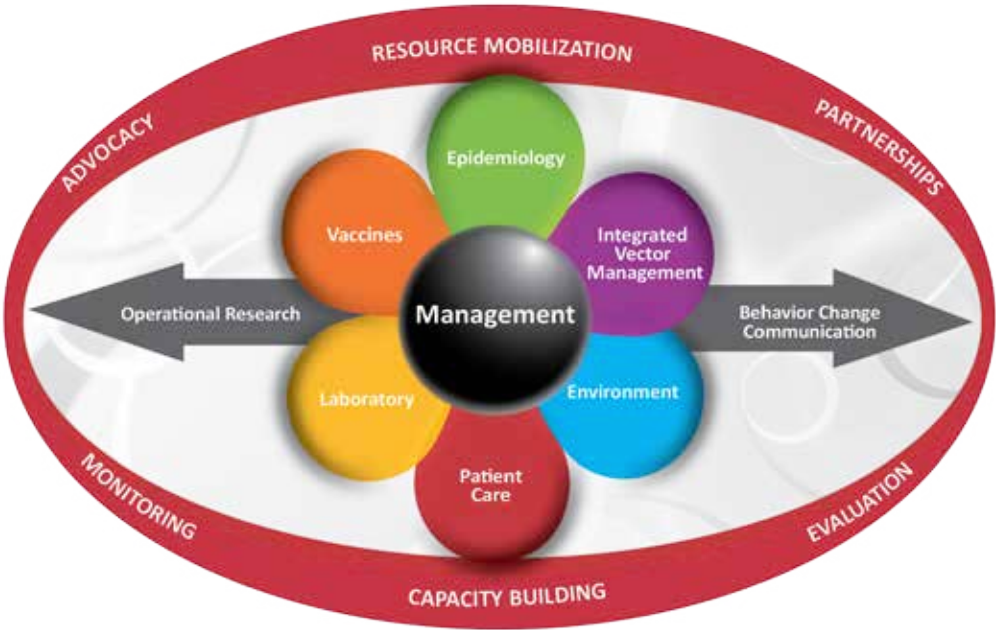 RESOURCE MOBILIZATION
ADVOCACY
PARTNERSHIPS
Epidemiology
Vaccines
Integrated
Vector
Management
Operational Research
Management
Behavior Change
Communication
Laboratory
Environment
Patient
Care
MONITORING
EVALUATION
CAPACITY BUILDING